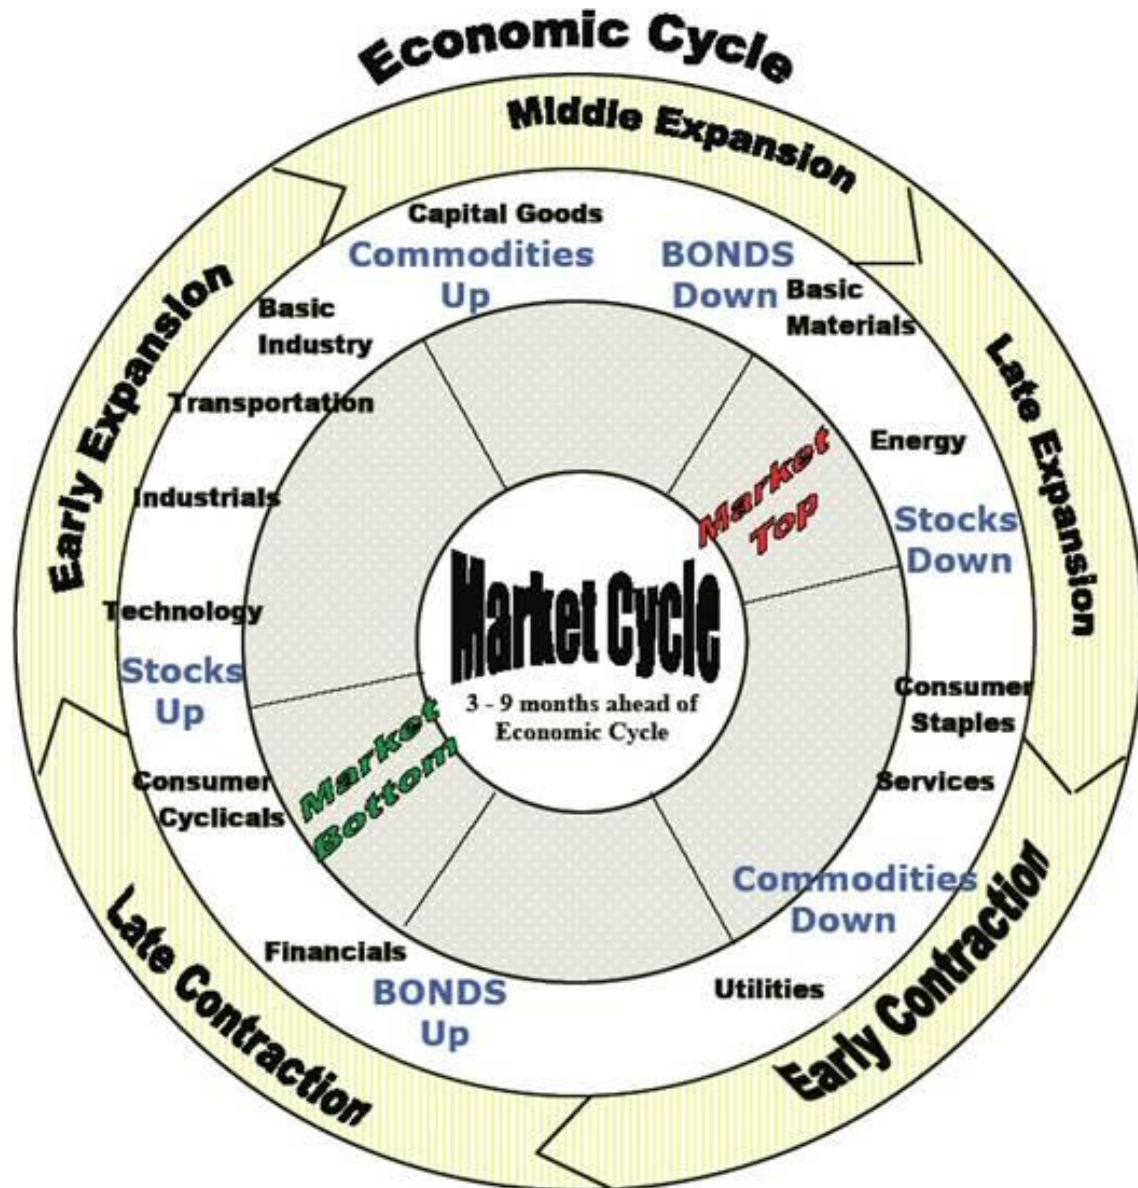 Economic Cycle
Middle Expansion
Capital Goods
Commodities
Up
BONDS
Down
Basic
Materials
Late Expansion
Energy
Stocks
Down
Consumer
Staples
Services
Commodities
Down
Early Contraction
Utilities
BONDS
Up
Financials
Late Contraction
Consumer
Cyclicals
Stocks
Up
Technology
Industrials
Transportation
Basic
Industry
Early Expansion
Market
Top
Market
Bottom
Market Cycle
3 - 9 months ahead of
Economic Cycle